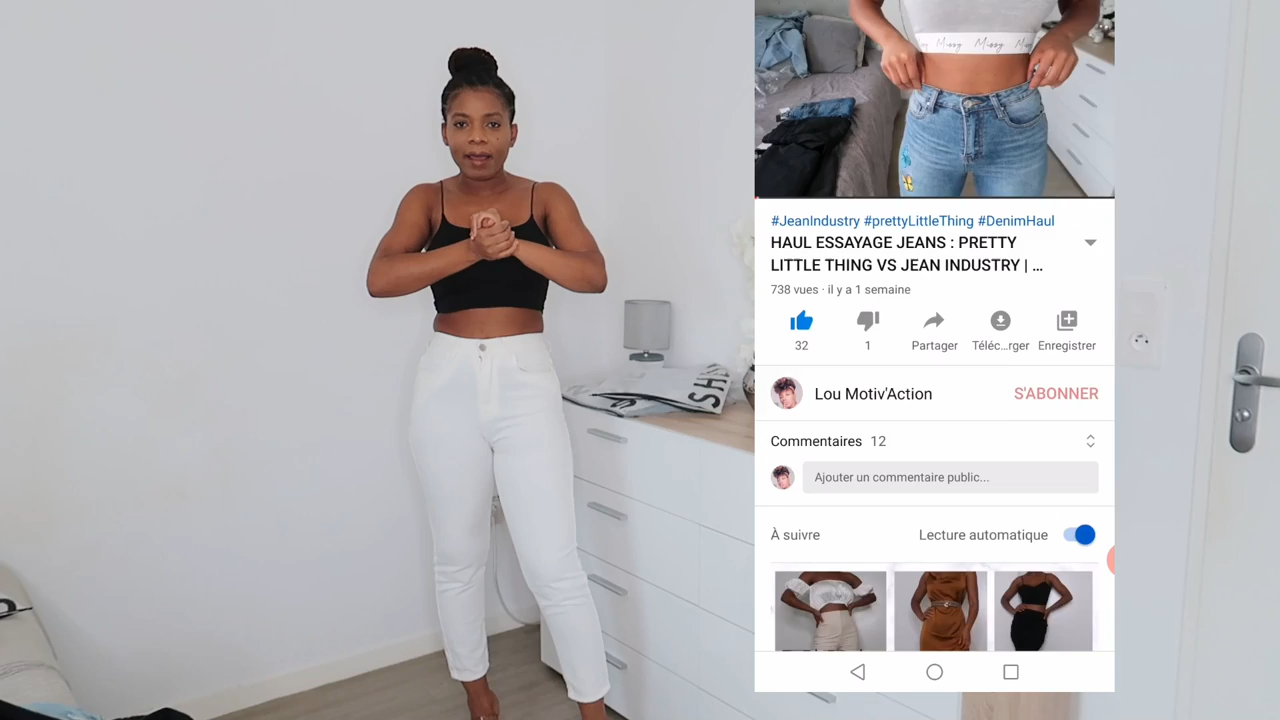 Missy Missy
#JeanIndustry #prettyLittleThing #DenimHaul
HAUL ESSAYAGE JEANS : PRETTY
LITTLE THING VS JEAN INDUSTRY | ...
738 vues · il y a 1 semaine
32
1
Partager
Téléc...rger
Enregistrer
Lou Motiv'Action
S'ABONNER
Commentaires 12
Ajouter un commentaire public...
À suivre
Lecture automatique